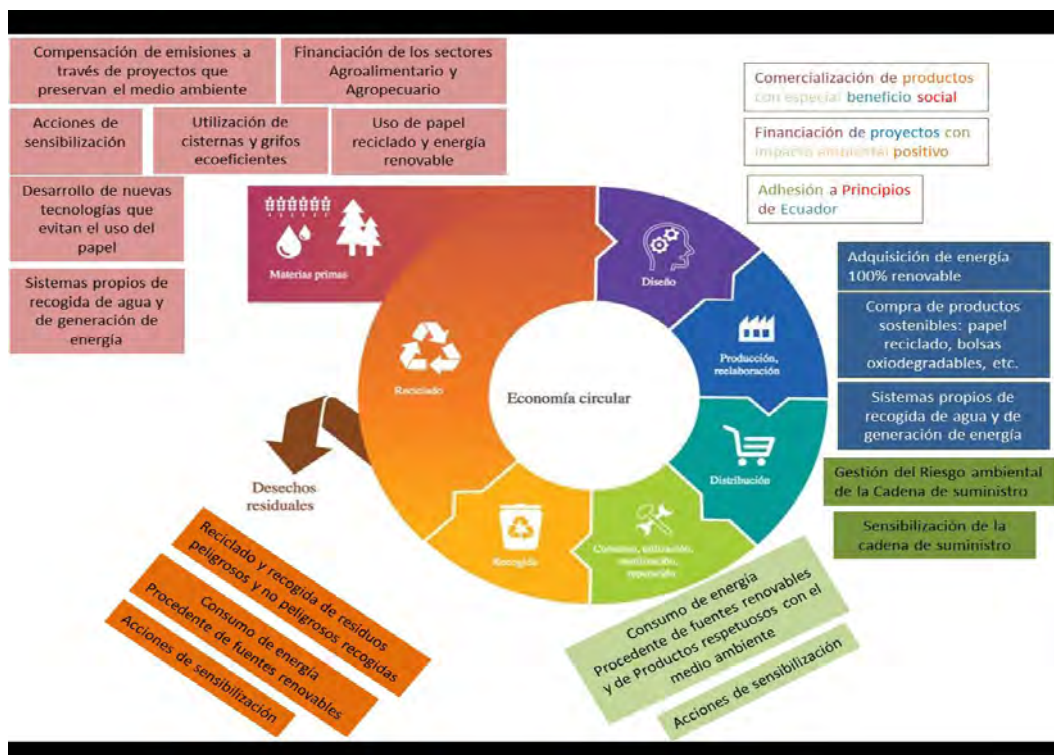 Compensación de emisiones a
través de proyectos que
preservan el medio ambiente
Financiación de los sectores
Agroalimentario y
Agropecuario
Acciones de
sensibilización
Utilización de
cisternas y grifos
ecoeficientes
Uso de papel
reciclado y energía
renovable
Desarrollo de nuevas
tecnologías que
evitan el uso del
papel
Sistemas propios de
recogida de agua y
de generación de
energía
Comercialización de productos
con especial beneficio social
Financiación de proyectos con
impacto ambiental positivo
Adhesión a Principios
de Ecuador
Adquisición de energía
100% renovable
Compra de productos
sostenibles: papel
reciclado, bolsas
oxiodegradables, etc.
Sistemas propios de
recogida de agua y de
generación de energía
Gestión del Riesgo ambiental
de la Cadena de suministro
Sensibilización de la
cadena de suministro
Materias primas
Diseño
Producción,
reelaboración
Distribución
Consumo, utilización,
reutilización,
reparación
Recogida
Reciclado
Economía circular
Desechos
residuales
Reciclado y recogida de residuos
peligrosos y no peligrosos recogidas
Consumo de energía
Procedente de fuentes renovables
Acciones de sensibilización
Consumo de energía
Procedente de fuentes renovables
y de Productos respetuosos con el
medio ambiente
Acciones de sensibilización